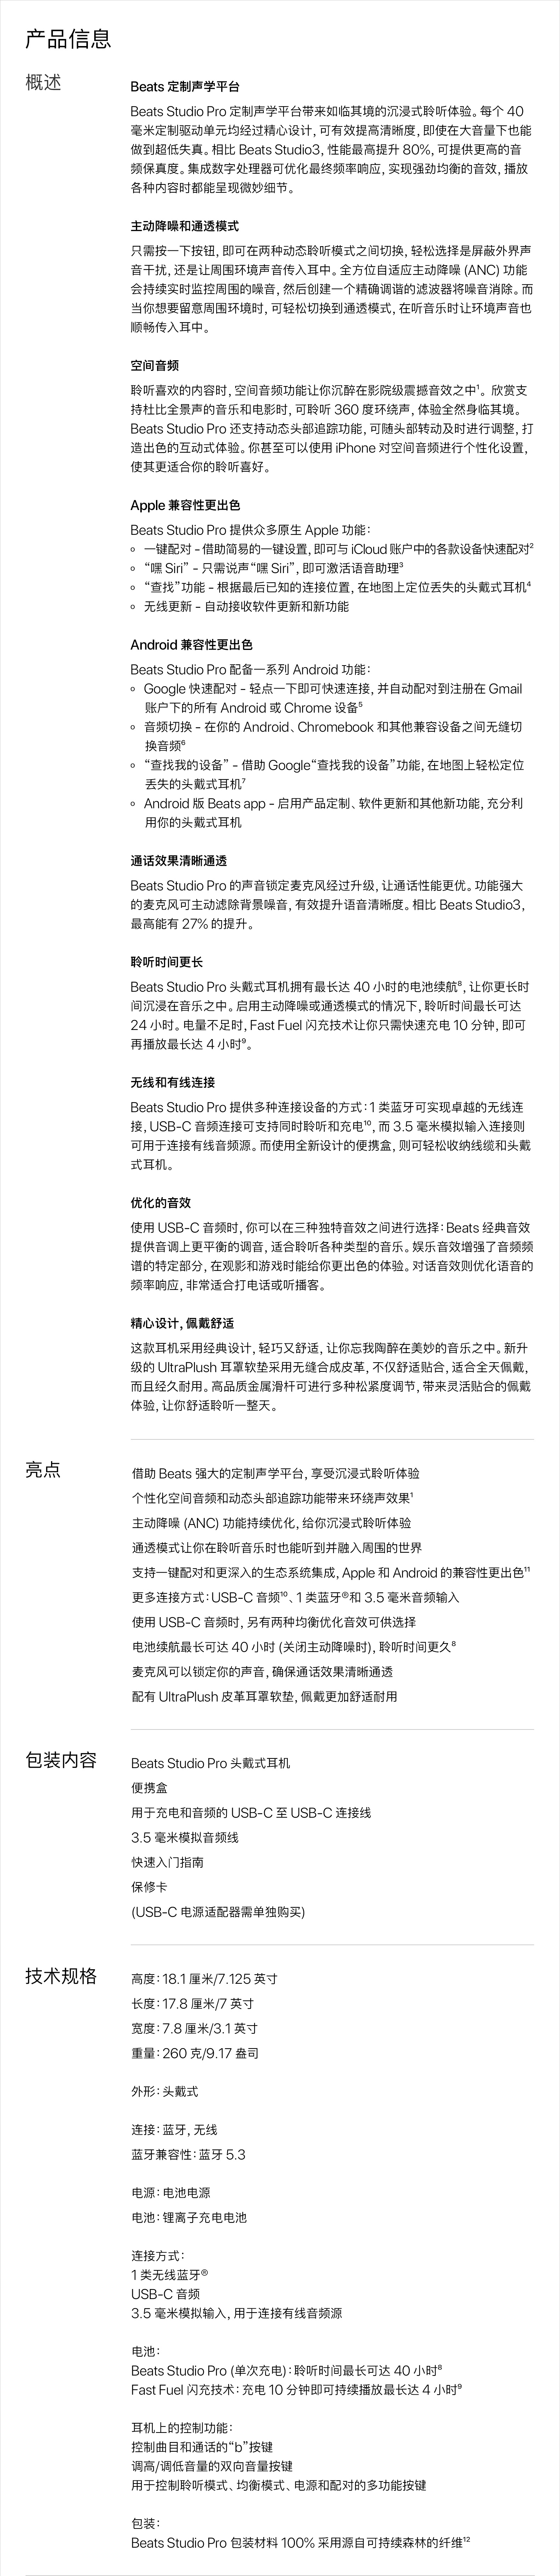 产品信息
概述
Beats 定制声学平台
Beats Studio Pro 定制声学平台带来如临其境的沉浸式聆听体验。每个 40
毫米定制驱动单元均经过精心设计，可有效提高清晰度，即使在大音量下也能
做到超低失真。相比 Beats Studio3，性能最高提升 80%，可提供更高的音
频保真度。集成数字处理器可优化最终频率响应，实现强劲均衡的音效，播放
各种内容时都能呈现微妙细节。
主动降噪和通透模式
只需按一下按钮，即可在两种动态聆听模式之间切换，轻松选择是屏蔽外界声
音干扰，还是让周围环境声音传入耳中。全方位自适应主动降噪 (ANC) 功能
会持续实时监控周围的噪音，然后创建一个精确调谐的滤波器将噪音消除。而
当你想要留意周围环境时，可轻松切换到通透模式，在听音乐时让环境声音也
顺畅传入耳中。
空间音频
聆听喜欢的内容时，空间音频功能让你沉醉在影院级震撼音效之中¹。欣赏支
持杜比全景声的音乐和电影时，可聆听 360 度环绕声，体验全然身临其境。
Beats Studio Pro 还支持动态头部追踪功能，可随头部转动及时进行调整，打
造出色的互动式体验。你甚至可以使用 iPhone 对空间音频进行个性化设置，
使其更适合你的聆听喜好。
Apple 兼容性更出色
Beats Studio Pro 提供众多原生 Apple 功能：
◦ 一键配对 - 借助简易的一键设置，即可与 iCloud 账户中的各款设备快速配对²
◦ “嘿 Siri” - 只需说声“嘿 Siri”，即可激活语音助理³
◦ “查找”功能 - 根据最后已知的连接位置，在地图上定位丢失的头戴式耳机⁴
◦ 无线更新 - 自动接收软件更新和新功能
Android 兼容性更出色
Beats Studio Pro 配备一系列 Android 功能：
◦ Google 快速配对 - 轻点一下即可快速连接，并自动配对到注册在 Gmail
账户下的所有 Android 或 Chrome 设备⁵
◦ 音频切换 - 在你的 Android、Chromebook 和其他兼容设备之间无缝切
换音频⁶
◦ “查找我的设备” - 借助 Google“查找我的设备”功能，在地图上轻松定位
丢失的头戴式耳机⁷
◦ Android 版 Beats app - 启用产品定制、软件更新和其他新功能，充分利
用你的头戴式耳机
通话效果清晰通透
Beats Studio Pro 的声音锁定麦克风经过升级，让通话性能更优。功能强大
的麦克风可主动滤除背景噪音，有效提升语音清晰度。相比 Beats Studio3，
最高能有 27% 的提升。
聆听时间更长
Beats Studio Pro 头戴式耳机拥有最长达 40 小时的电池续航⁸，让你更长时
间沉浸在音乐之中。启用主动降噪或通透模式的情况下，聆听时间最长可达
24 小时。电量不足时，Fast Fuel 闪充技术让你只需快速充电 10 分钟，即可
再播放最长达 4 小时⁹。
无线和有线连接
Beats Studio Pro 提供多种连接设备的方式：1 类蓝牙可实现卓越的无线连
接，USB-C 音频连接可支持同时聆听和充电¹⁰，而 3.5 毫米模拟输入连接则
可用于连接有线音频源。而使用全新设计的便携盒，则可轻松收纳线缆和头戴
式耳机。
优化的音效
使用 USB-C 音频时，你可以在三种独特音效之间进行选择：Beats 经典音效
提供音调上更平衡的调音，适合聆听各种类型的音乐。娱乐音效增强了音频频
谱的特定部分，在观影和游戏时能给你更出色的体验。对话音效则优化语音的
频率响应，非常适合打电话或听播客。
精心设计，佩戴舒适
这款耳机采用经典设计，轻巧又舒适，让你忘我陶醉在美妙的音乐之中。新升
级的 UltraPlush 耳罩软垫采用无缝合成皮革，不仅舒适贴合，适合全天佩戴，
而且经久耐用。高品质金属滑杆可进行多种松紧度调节，带来灵活贴合的佩戴
体验，让你舒适聆听一整天。
亮点
借助 Beats 强大的定制声学平台，享受沉浸式聆听体验
个性化空间音频和动态头部追踪功能带来环绕声效果¹
主动降噪 (ANC) 功能持续优化，给你沉浸式聆听体验
通透模式让你在聆听音乐时也能听到并融入周围的世界
支持一键配对和更深入的生态系统集成，Apple 和 Android 的兼容性更出色¹¹
更多连接方式：USB-C 音频¹⁰、1 类蓝牙®和 3.5 毫米音频输入
使用 USB-C 音频时，另有两种均衡优化音效可供选择
电池续航最长可达 40 小时 (关闭主动降噪时)，聆听时间更久⁸
麦克风可以锁定你的声音，确保通话效果清晰通透
配有 UltraPlush 皮革耳罩软垫，佩戴更加舒适耐用
包装内容
Beats Studio Pro 头戴式耳机
便携盒
用于充电和音频的 USB-C 至 USB-C 连接线
3.5 毫米模拟音频线
快速入门指南
保修卡
(USB-C 电源适配器需单独购买)
技术规格
高度：18.1 厘米/7.125 英寸
长度：17.8 厘米/7 英寸
宽度：7.8 厘米/3.1 英寸
重量：260 克/9.17 盎司
外形：头戴式
连接：蓝牙，无线
蓝牙兼容性：蓝牙 5.3
电源：电池电源
电池：锂离子充电电池
连接方式：
1 类无线蓝牙®
USB-C 音频
3.5 毫米模拟输入，用于连接有线音频源
电池：
Beats Studio Pro (单次充电)：聆听时间最长可达 40 小时⁸
Fast Fuel 闪充技术：充电 10 分钟即可持续播放最长达 4 小时⁹
耳机上的控制功能：
控制曲目和通话的“b”按键
调高/调低音量的双向音量按键
用于控制聆听模式、均衡模式、电源和配对的多功能按键
包装：
Beats Studio Pro 包装材料 100% 采用源自可持续森林的纤维¹²